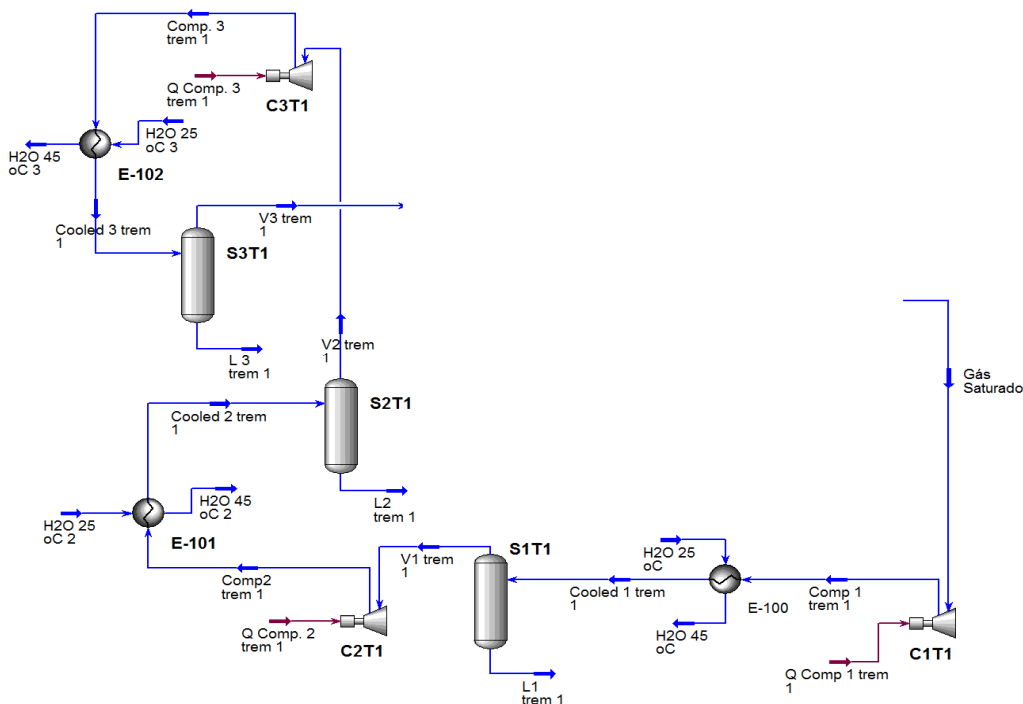 Comp. 3
trem 1
Q Comp. 3
trem 1
C3T1
H2O 25
oC 3
H2O 45
oC 3
E-102
Cooled 3 trem
1
V3 trem
1
S3T1
L 3
trem 1
V2 trem
1
Gás
Saturado
Cooled 2 trem
1
S2T1
H2O 45
oC 2
H2O 25
oC 2
E-101
L2
trem 1
Comp2
trem 1
V1 trem
1
S1T1
H2O 25
oC
Cooled 1 trem
1
E-100
Comp 1
trem 1
Q Comp. 2
trem 1
C2T1
H2O 45
oC
C1T1
L1
trem 1
Q Comp 1 trem
1